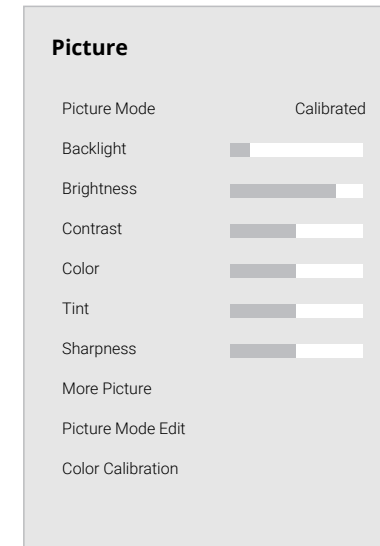 Picture
Picture Mode Calibrated
Backlight
Brightness
Contrast
Color
Tint
Sharpness
More Picture
Picture Mode Edit
Color Calibration